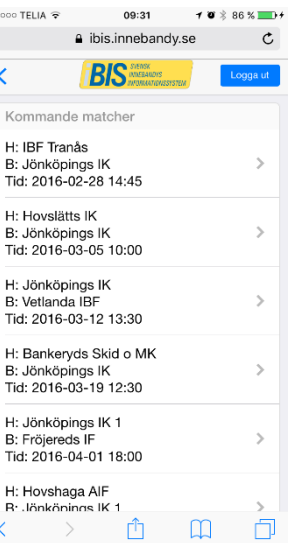 TELIA 09:31 86 %
ibis.innebandy.se
BIS SVENSK INNEBANDYS INFORMATIONSSYSTEM
Logga ut
Kommande matcher
H: IBF Tranås
B: Jönköpings IK
Tid: 2016-02-28 14:45
H: Hovslätts IK
B: Jönköpings IK
Tid: 2016-03-05 10:00
H: Jönköpings IK
B: Vetlanda IBF
Tid: 2016-03-12 13:30
H: Bankeryds Skid o MK
B: Jönköpings IK
Tid: 2016-03-19 12:30
H: Jönköpings IK 1
B: Fröjereds IF
Tid: 2016-04-01 18:00
H: Hovshaga AIF
B: Jönköpings IK 1